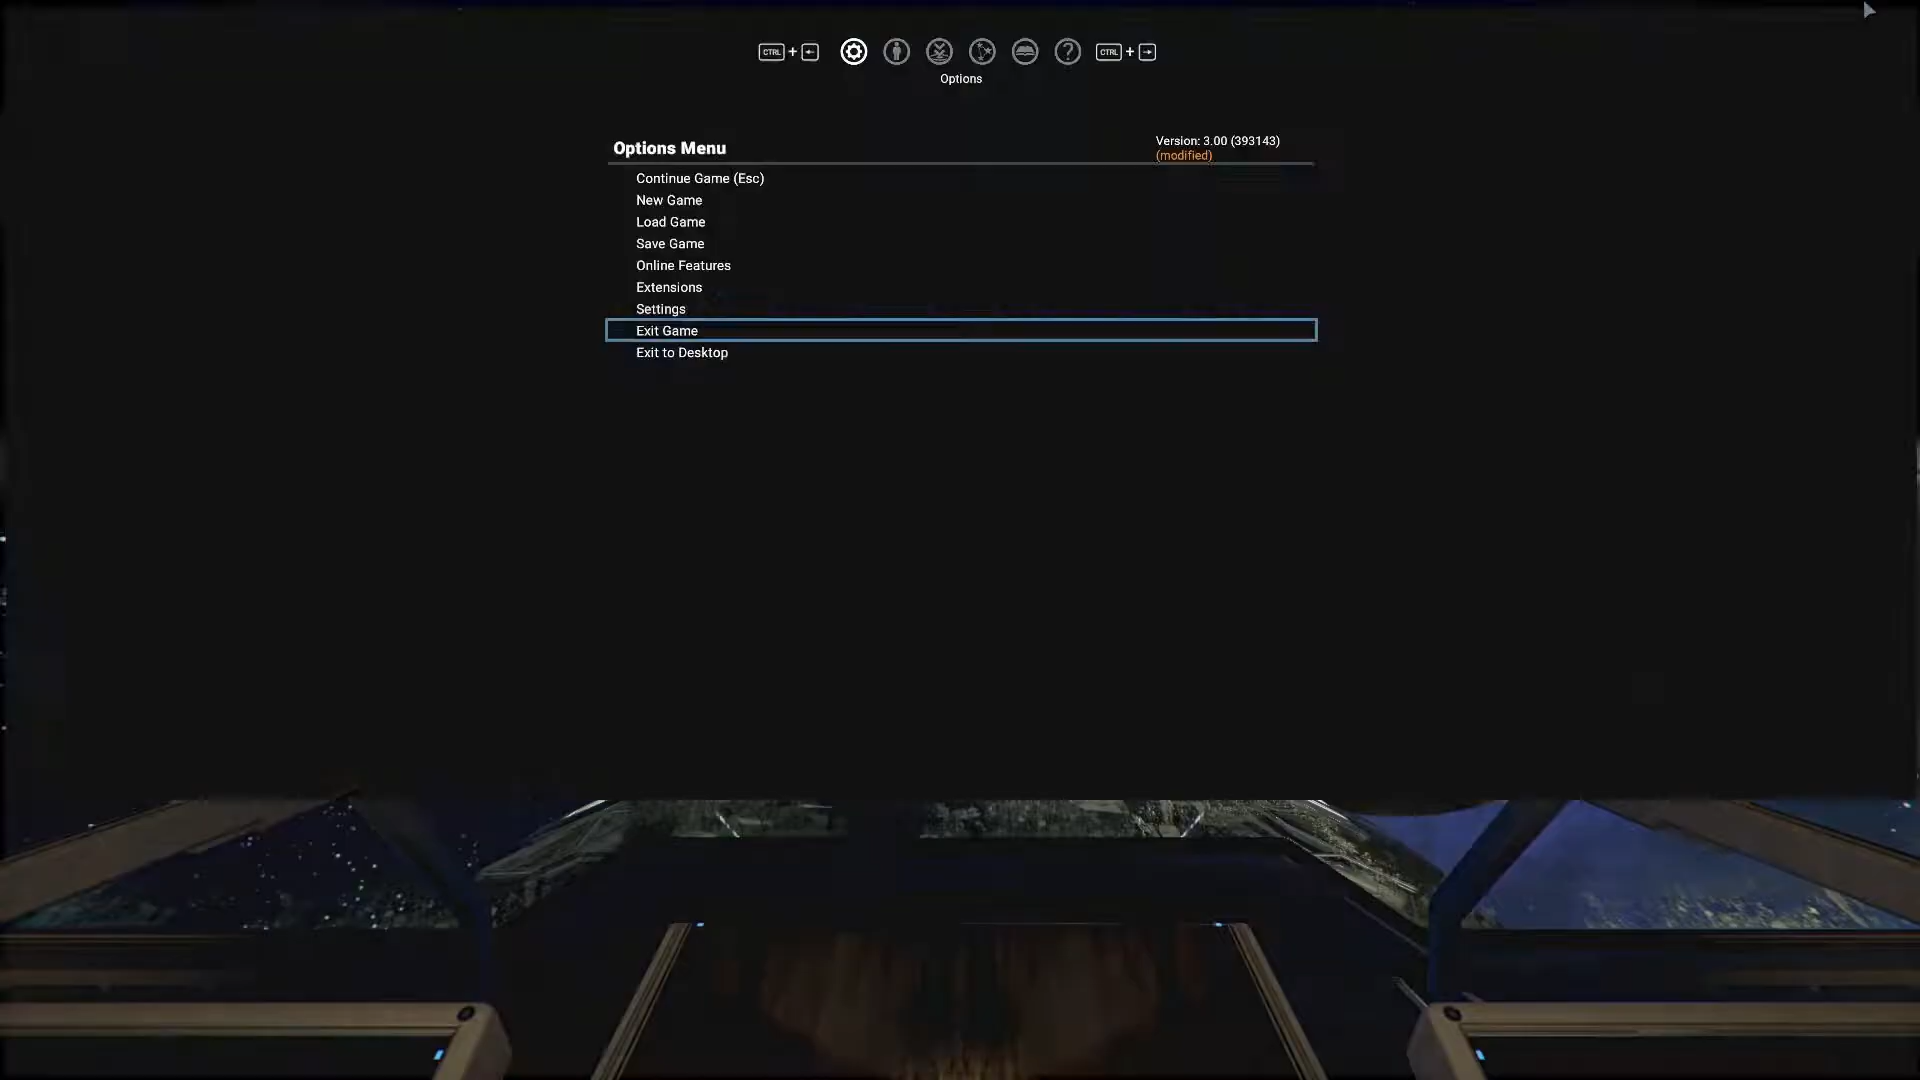 CTRL + ← CTRL + →
Options
Options Menu
Version: 3.00 (393143)
(modified)
Continue Game (Esc)
New Game
Load Game
Save Game
Online Features
Extensions
Settings
Exit Game
Exit to Desktop